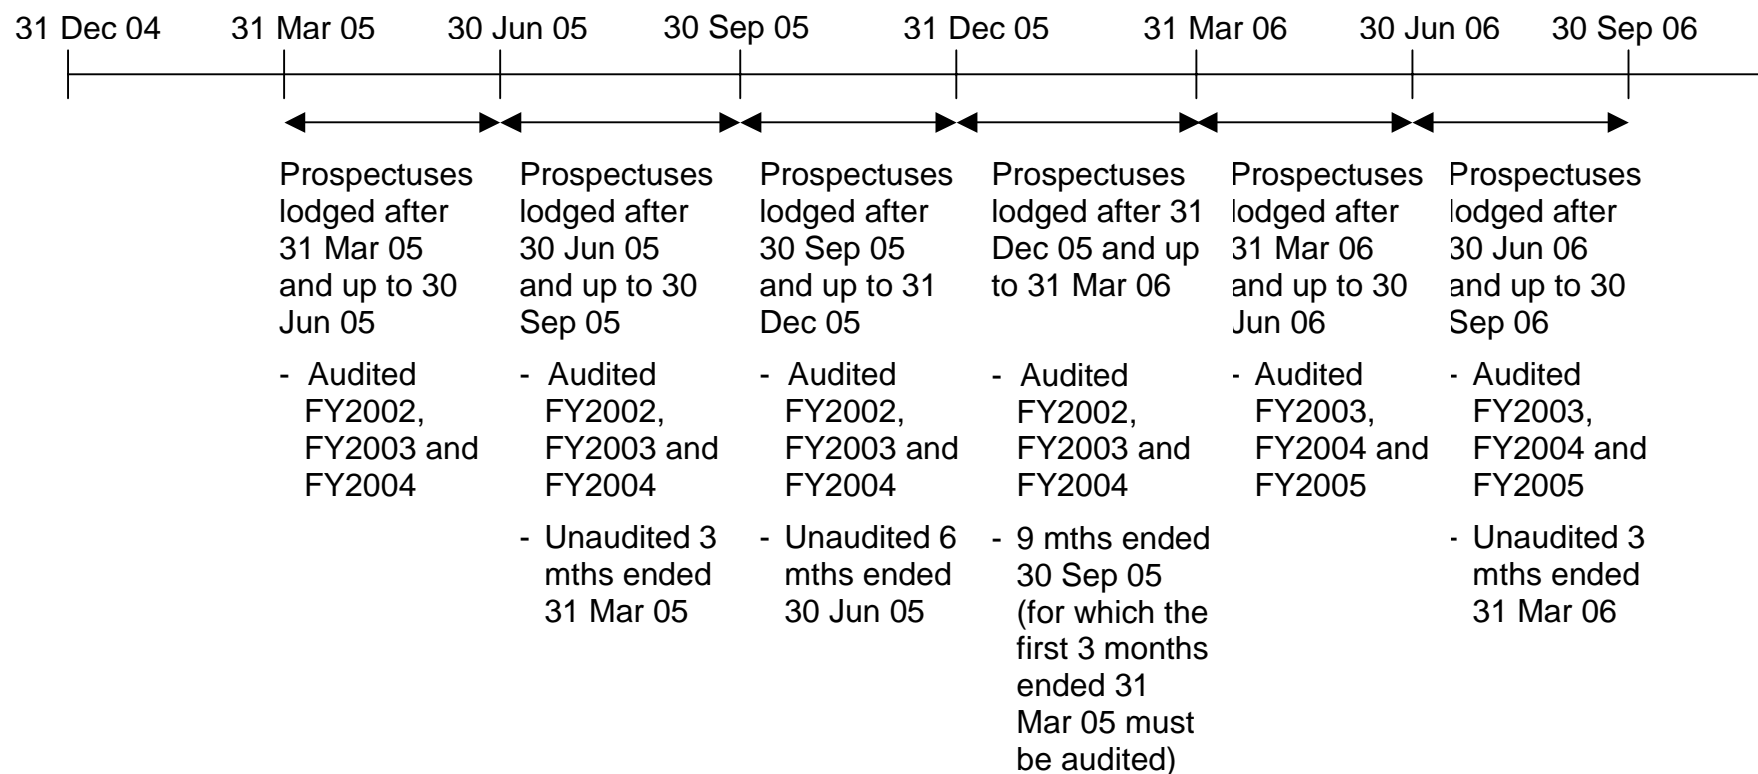 31 Dec 04 31 Mar 05 30 Jun 05 30 Sep 05 31 Dec 05 31 Mar 06 30 Jun 06 30 Sep 06
Prospectuses
lodged after
31 Mar 05
and up to 30
Jun 05
- Audited
FY2002,
FY2003 and
FY2004
Prospectuses
lodged after
30 Jun 05
and up to 30
Sep 05
- Audited
FY2002,
FY2003 and
FY2004
- Unaudited 3
mths ended
31 Mar 05
Prospectuses
lodged after
30 Sep 05
and up to 31
Dec 05
- Audited
FY2002,
FY2003 and
FY2004
- Unaudited 6
mths ended
30 Jun 05
Prospectuses
lodged after 31
Dec 05 and up
to 31 Mar 06
- Audited
FY2002,
FY2003 and
FY2004
- 9 mths ended
30 Sep 05
(for which the
first 3 months
ended 31
Mar 05 must
be audited)
Prospectuses
lodged after
31 Mar 06
and up to 30
Jun 06
- Audited
FY2003,
FY2004 and
FY2005
Prospectuses
lodged after
30 Jun 06
and up to 30
Sep 06
- Audited
FY2003,
FY2004 and
FY2005
- Unaudited 3
mths ended
31 Mar 06